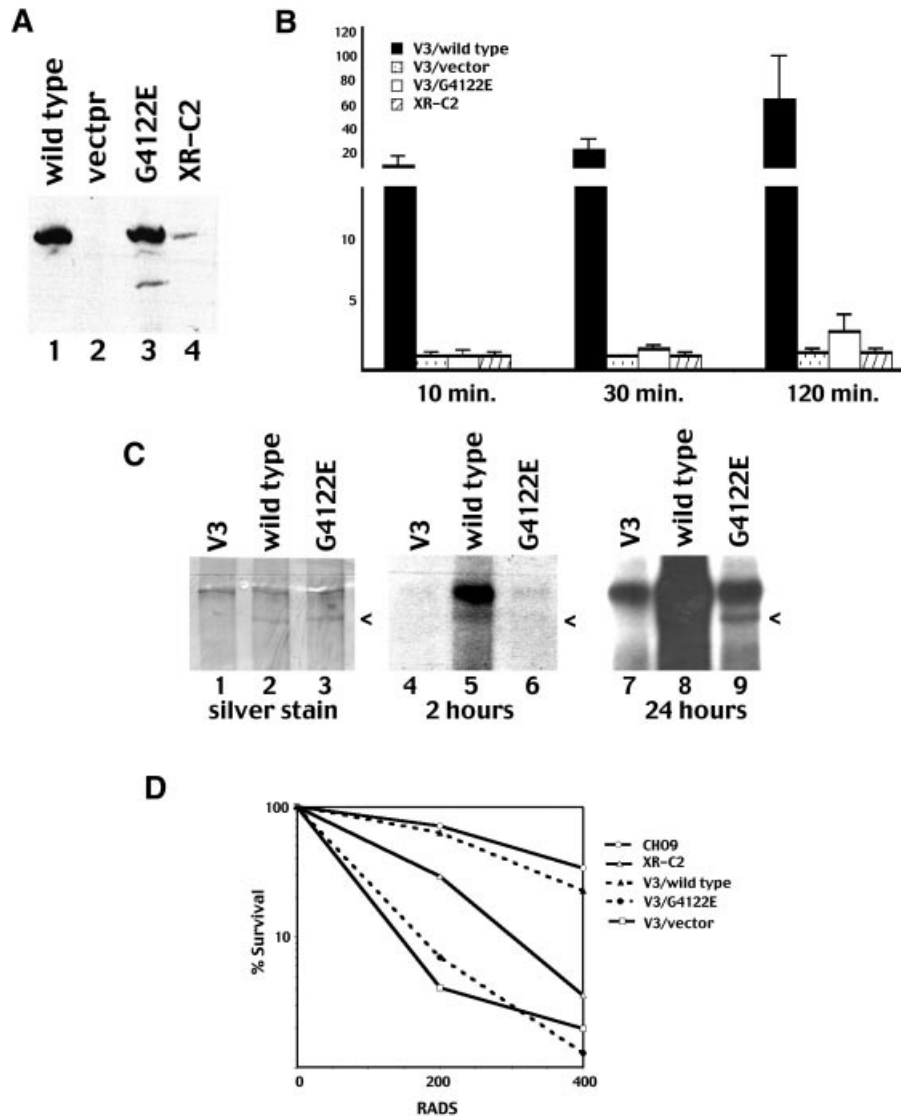 A
wild type
vectpr
G4122E
XR-C2
1 2 3 4
B
120
100
80
60
40
20
10
5
V3/wild type
V3/vector
V3/G4122E
XR-C2
10 min. 30 min. 120 min.
C
V3
wild type
G4122E
<
1 2 3
silver stain
V3
wild type
G4122E
<
4 5 6
2 hours
V3
wild type
G4122E
<
7 8 9
24 hours
D
100
10
% Survival
0 200 400
RADS
CHO9
XR-C2
V3/wild type
V3/G4122E
V3/vector